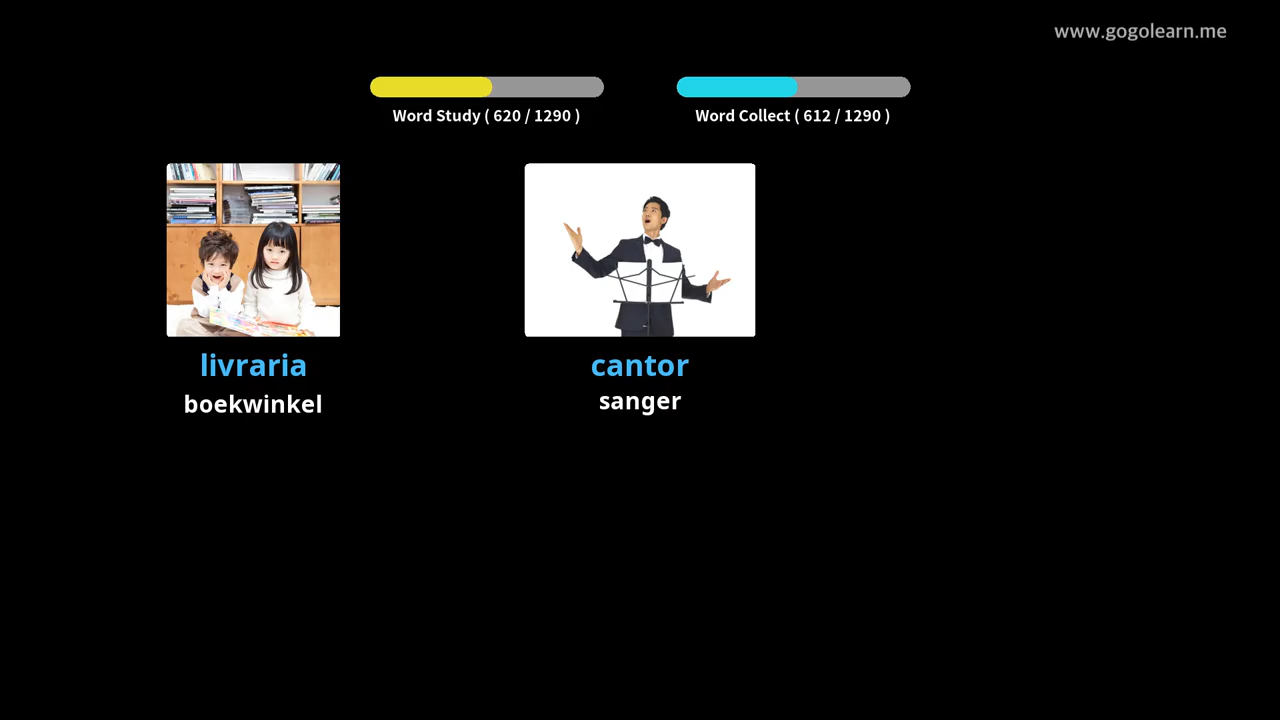 www.gogolearn.me
Word Study ( 620 / 1290 )
Word Collect ( 612 / 1290 )
livraria
boekwinkel
cantor
sanger